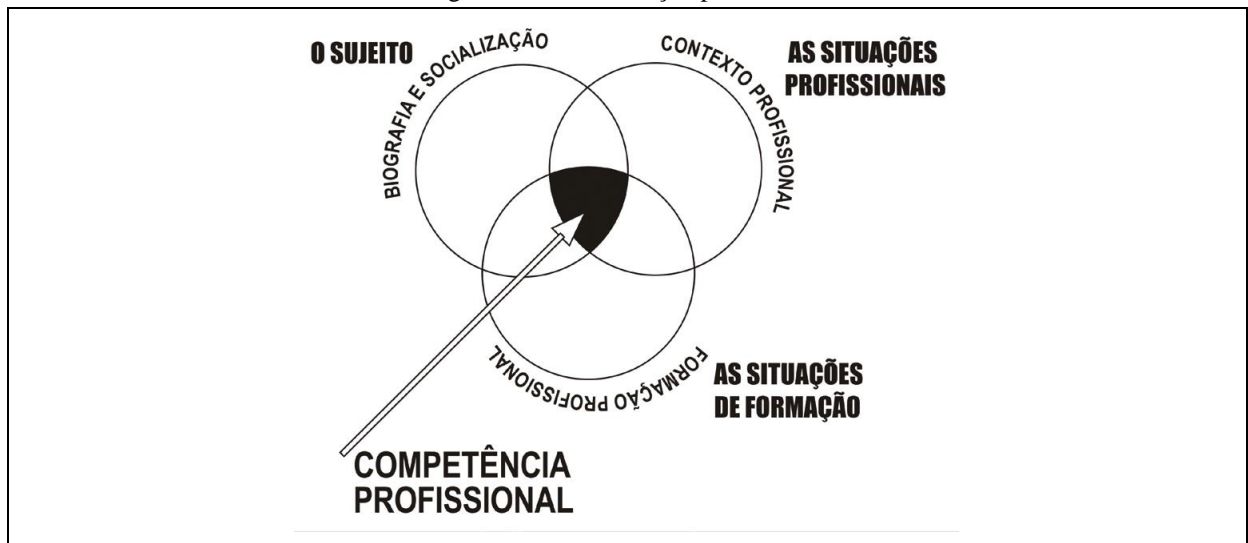 O SUJEITO
BIOGRAFIA E SOCIALIZAÇÃO
CONTEXTO PROFISSIONAL
AS SITUAÇÕES
PROFISSIONAIS
FORMAÇÃO PROFISSIONAL
AS SITUAÇÕES
DE FORMAÇÃO
COMPETÊNCIA
PROFISSIONAL